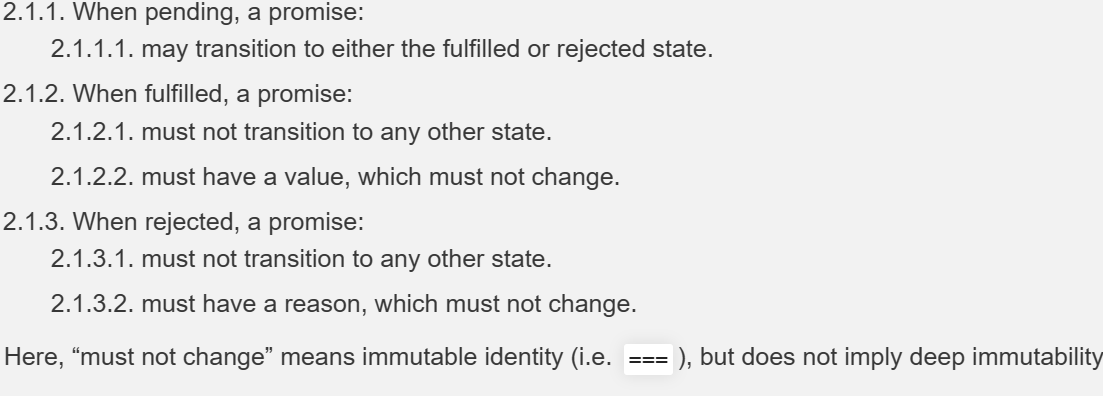 2.1.1. When pending, a promise:
2.1.1.1. may transition to either the fulfilled or rejected state.
2.1.2. When fulfilled, a promise:
2.1.2.1. must not transition to any other state.
2.1.2.2. must have a value, which must not change.
2.1.3. When rejected, a promise:
2.1.3.1. must not transition to any other state.
2.1.3.2. must have a reason, which must not change.
Here, “must not change” means immutable identity (i.e. === ), but does not imply deep immutability